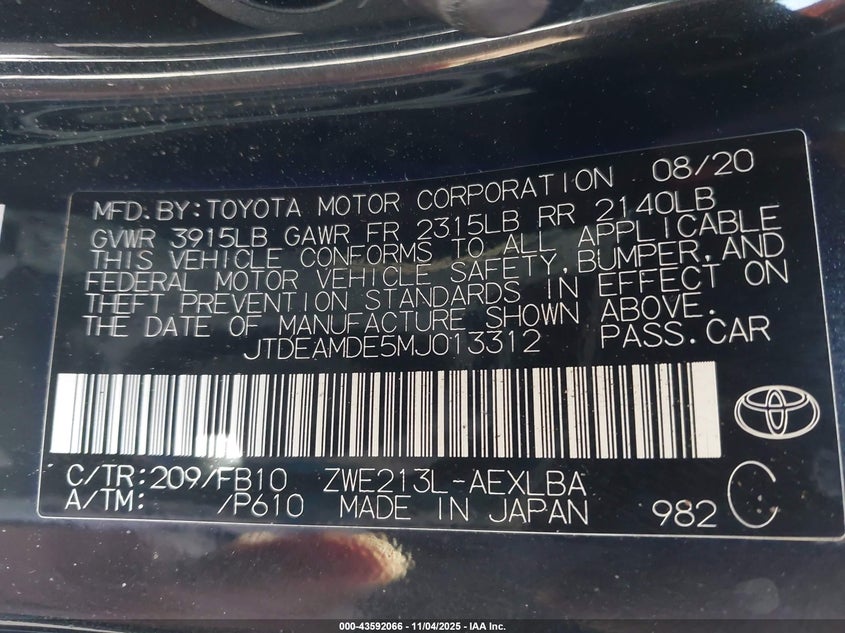 MFD.BY:TOYOTA MOTOR CORPORATION 08/20
GVWR 3915LB GAWR FR 2315LB RR 2140LB
THIS VEHICLE CONFORMS TO ALL APPLICABLE
FEDERAL MOTOR VEHICLE SAFETY,BUMPER,AND
THEFT PREVENTION STANDARDS IN EFFECT ON
THE DATE OF MANUFACTURE SHOWN ABOVE.
JTDEAMDE5MJ013312 PASS.CAR
C/TR:209/FB10 ZWE213L-AEXLBA
A/TM: /P610 MADE IN JAPAN 982 C
000-43592066 - 11/04/2025 - IAA Inc.